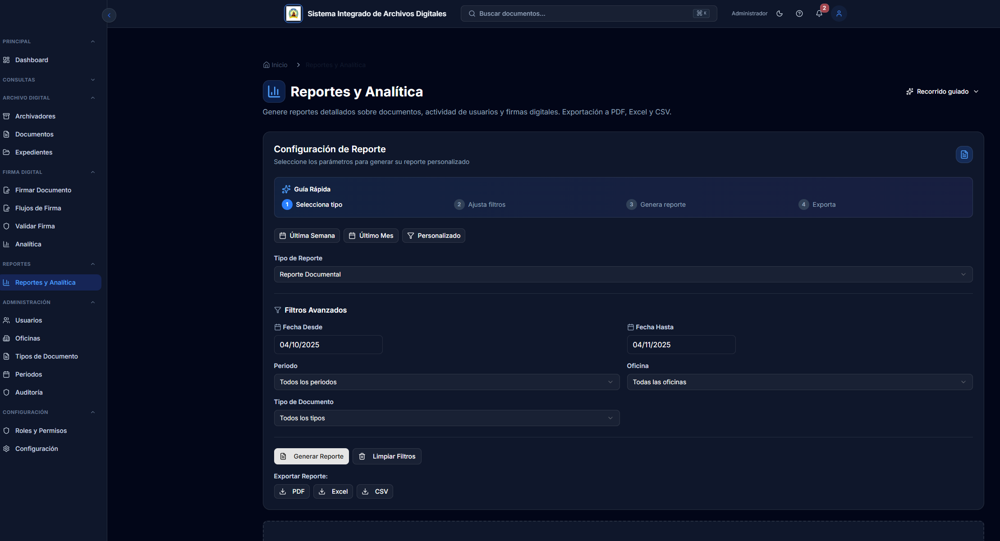 Sistema Integrado de Archivos Digitales
Buscar documentos...
⌘ K
Administrador
2
PRINCIPAL
Dashboard
CONSULTAS
ARCHIVO DIGITAL
Archivadores
Documentos
Expedientes
FIRMA DIGITAL
Firmar Documento
Flujos de Firma
Validar Firma
Analítica
REPORTES
Reportes y Analítica
ADMINISTRACIÓN
Usuarios
Oficinas
Tipos de Documento
Periodos
Auditoría
CONFIGURACIÓN
Roles y Permisos
Configuración
Inicio > Reportes y Analítica
Reportes y Analítica
Recorrido guiado
Genere reportes detallados sobre documentos, actividad de usuarios y firmas digitales. Exportación a PDF, Excel y CSV.
Configuración de Reporte
Seleccione los parámetros para generar su reporte personalizado
Guía Rápida
1 Selecciona tipo
2 Ajusta filtros
3 Genera reporte
4 Exporta
Última Semana
Último Mes
Personalizado
Tipo de Reporte
Reporte Documental
Filtros Avanzados
Fecha Desde
04/10/2025
Fecha Hasta
04/11/2025
Periodo
Todos los periodos
Oficina
Todas las oficinas
Tipo de Documento
Todos los tipos
Generar Reporte
Limpiar Filtros
Exportar Reporte:
PDF
Excel
CSV